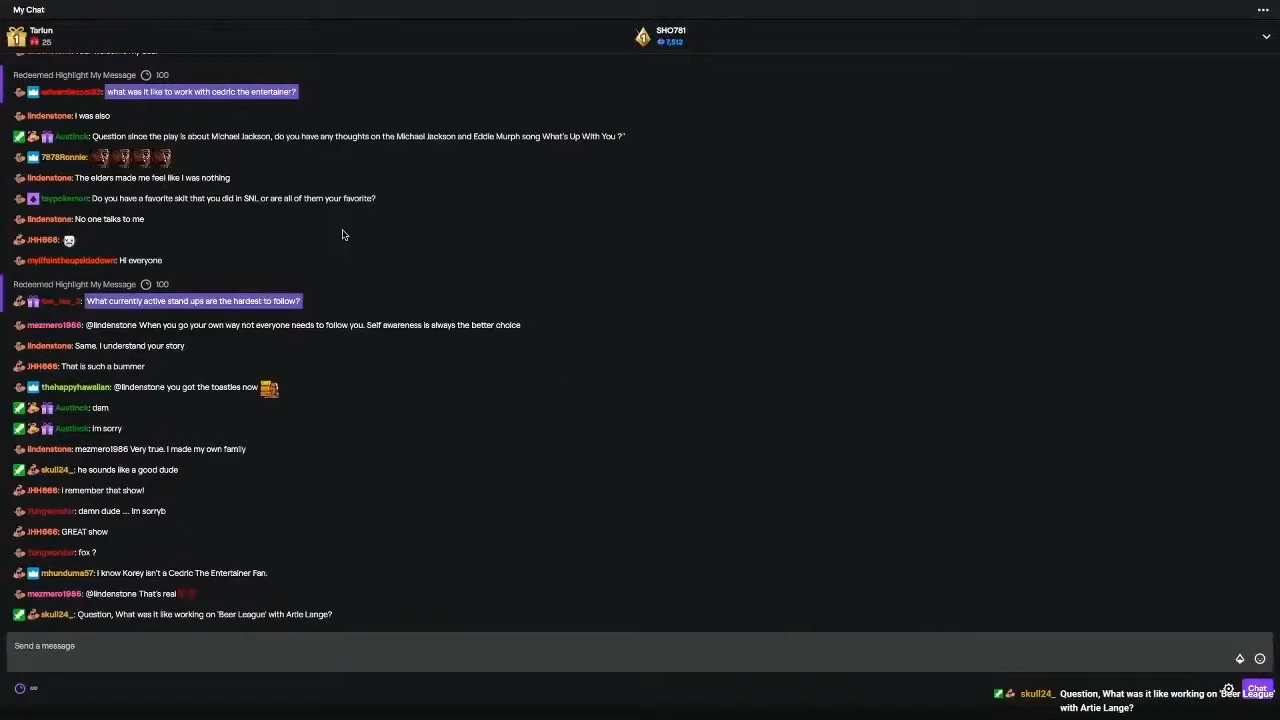 My Chat
Tarlun
25
SHO781
7,512
Redeemed Highlight My Message 100
what was it like to work with cedric the entertainer?
lindenstone: I was also
Austinck: Question since the play is about Michael Jackson, do you have any thoughts on the Michael Jackson and Eddie Murph song What's Up With You ?"
7878Ronnie:
lindenstone: The elders made me feel like I was nothing
taypokemon: Do you have a favorite skit that you did in SNL or are all of them your favorite?
lindenstone: No one talks to me
JHH666:
mylifeintheupsidedown: Hi everyone
Redeemed Highlight My Message 100
What currently active stand ups are the hardest to follow?
mezmero1986: @lindenstone When you go your own way not everyone needs to follow you. Self awareness is always the better choice
lindenstone: Same. I understand your story
JHH666: That is such a bummer
thehappyhawaiian: @lindenstone you got the toasties now
Austinck: dam
Austinck: im sorry
lindenstone: mezmero1986 Very true. I made my own family
skull24_: he sounds like a good dude
JHH666: I remember that show!
Yungwonder: damn dude .... im sorryb
JHH666: GREAT show
Yungwonder: fox ?
mhunduma57: I know Korey isn't a Cedric The Entertainer Fan.
mezmero1986: @lindenstone That's real
skull24_: Question, What was it like working on 'Beer League' with Artie Lange?
Send a message
Chat
skull24_ Question, What was it like working on 'Beer League'
with Artie Lange?